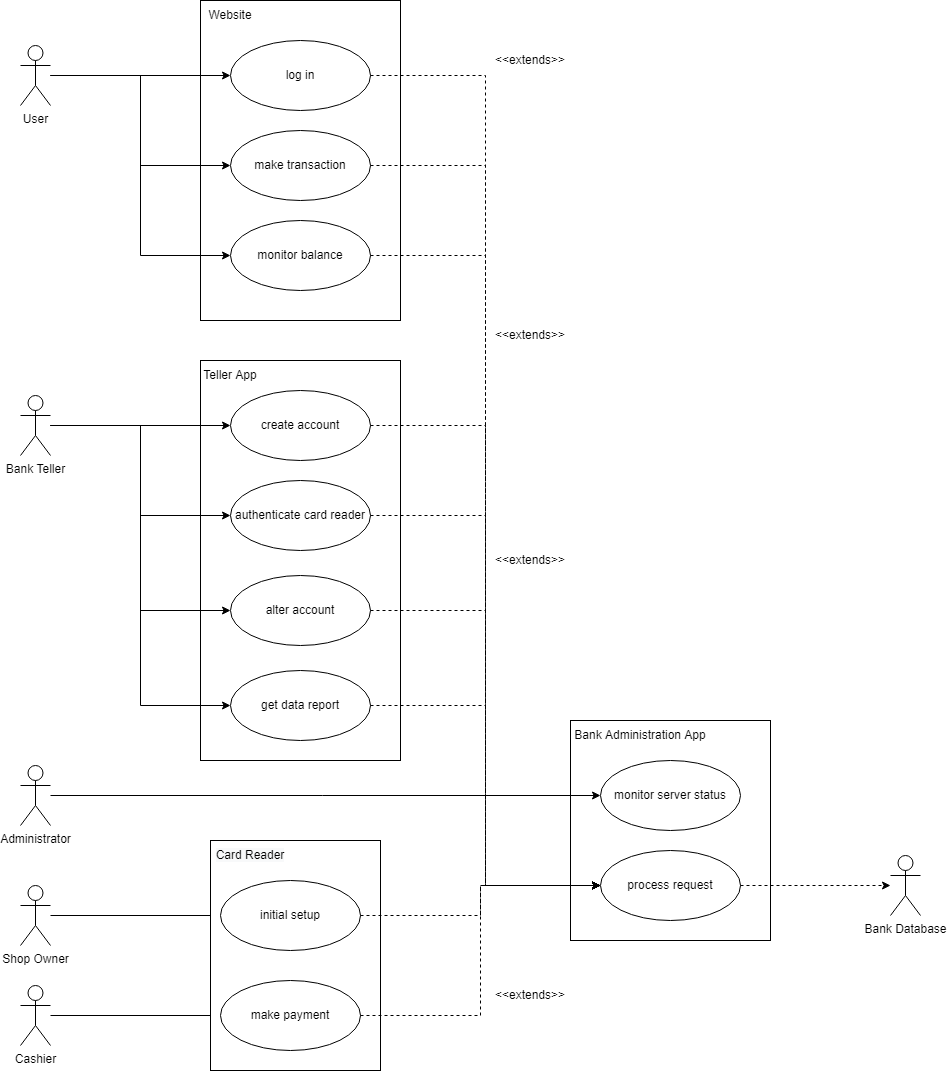 Website
<<extends>>
log in
User
make transaction
monitor balance
<<extends>>
Teller App
create account
Bank Teller
authenticate card reader
<<extends>>
alter account
get data report
Bank Administration App
monitor server status
Administrator
Card Reader
process request
initial setup
Bank Database
Shop Owner
<<extends>>
make payment
Cashier